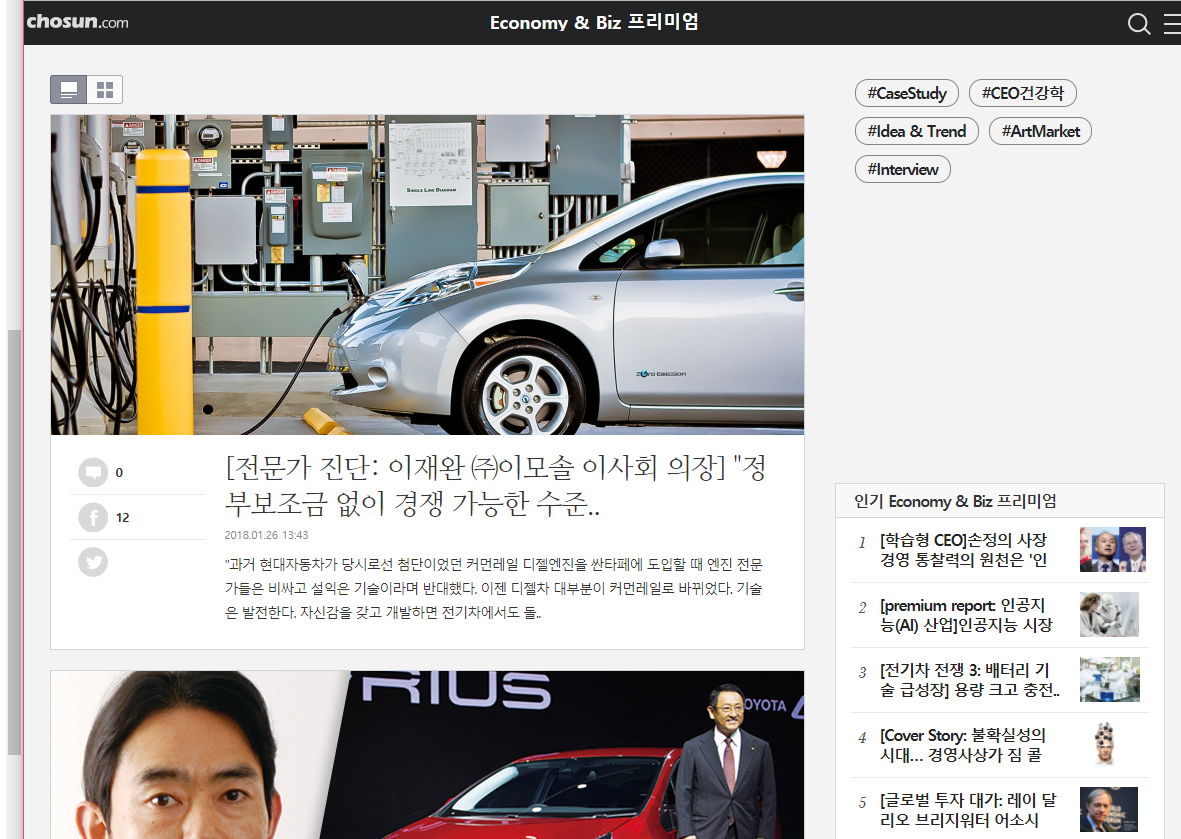 chosun.com
Economy & Biz 프리미엄
#CaseStudy
#CEO건강학
#Idea & Trend
#ArtMarket
#Interview
DANGER
DANGER
DANGER
SINGLE LINE DIAGRAM
Zero Emission
0
12
[전문가 진단: 이재완 ㈜이모솔 이사회 의장] "정
부보조금 없이 경쟁 가능한 수준..
2018.01.26 13:43
"과거 현대자동차가 당시로선 첨단이었던 커먼레일 디젤엔진을 싼타페에 도입할 때 엔진 전문
가들은 비싸고 설익은 기술이라며 반대했다. 이젠 디젤차 대부분이 커먼레일로 바뀌었다. 기술
은 발전한다. 자신감을 갖고 개발하면 전기차에서도 돌..
RIUS
OYOTA
인기 Economy & Biz 프리미엄
1 [학습형 CEO]손정의 사장
경영 통찰력의 원천은 '인
2 [premium report: 인공지
능(AI) 산업]인공지능 시장
3 [전기차 전쟁 3: 배터리 기
술 급성장] 용량 크고 충전..
4 [Cover Story: 불확실성의
시대... 경영사상가 짐 콜
5 [글로벌 투자 대가: 레이 달
리오 브리지워터 어소시